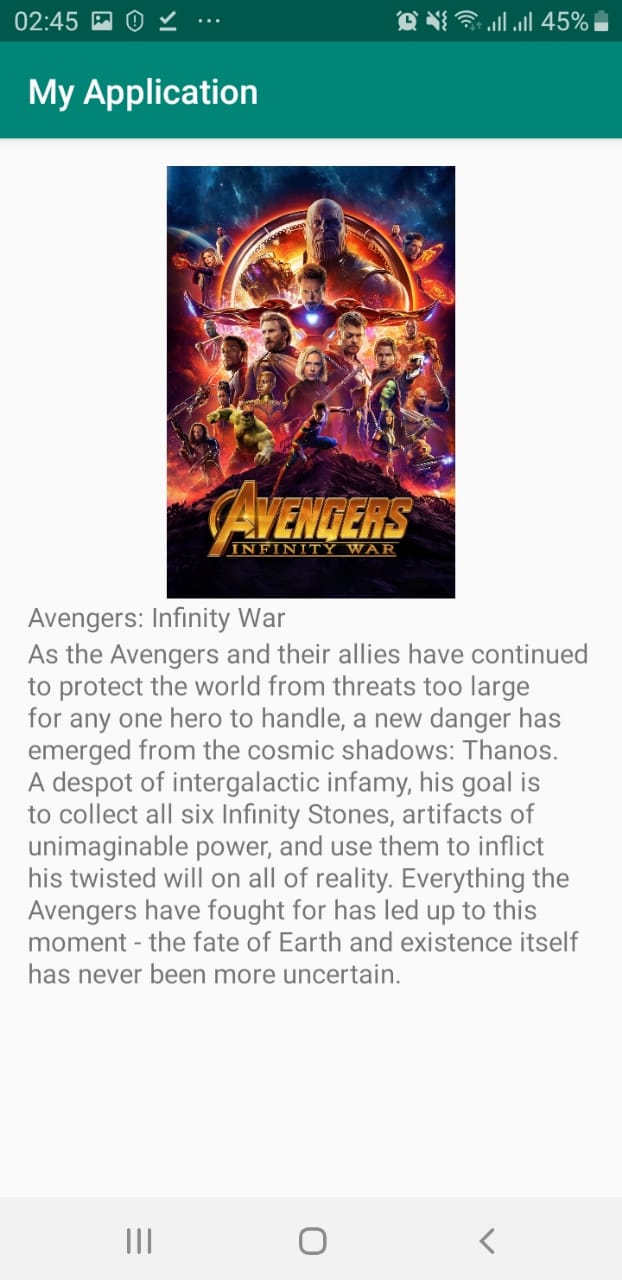 02:45 45%
My Application
AVENGERS
INFINITY WAR
Avengers: Infinity War
As the Avengers and their allies have continued
to protect the world from threats too large
for any one hero to handle, a new danger has
emerged from the cosmic shadows: Thanos.
A despot of intergalactic infamy, his goal is
to collect all six Infinity Stones, artifacts of
unimaginable power, and use them to inflict
his twisted will on all of reality. Everything the
Avengers have fought for has led up to this
moment - the fate of Earth and existence itself
has never been more uncertain.